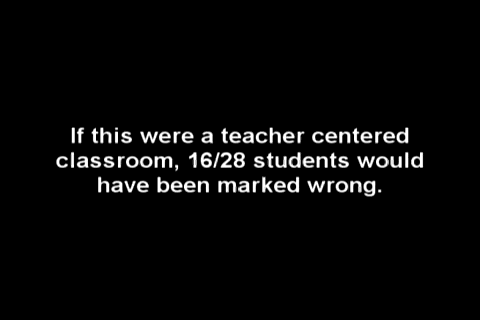 If this were a teacher centered
classroom, 16/28 students would
have been marked wrong.